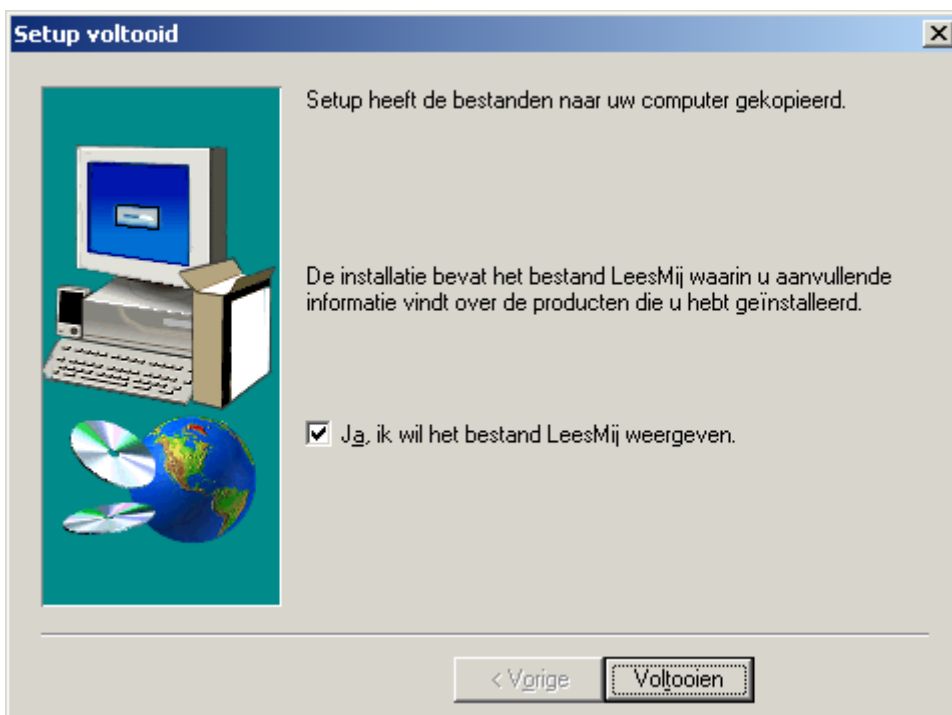 Setup voltooid
Setup heeft de bestanden naar uw computer gekopieerd.
De installatie bevat het bestand LeesMij waarin u aanvullende
informatie vindt over de producten die u hebt geïnstalleerd.
Ja, ik wil het bestand LeesMij weergeven.
< Vorige
Voltooien